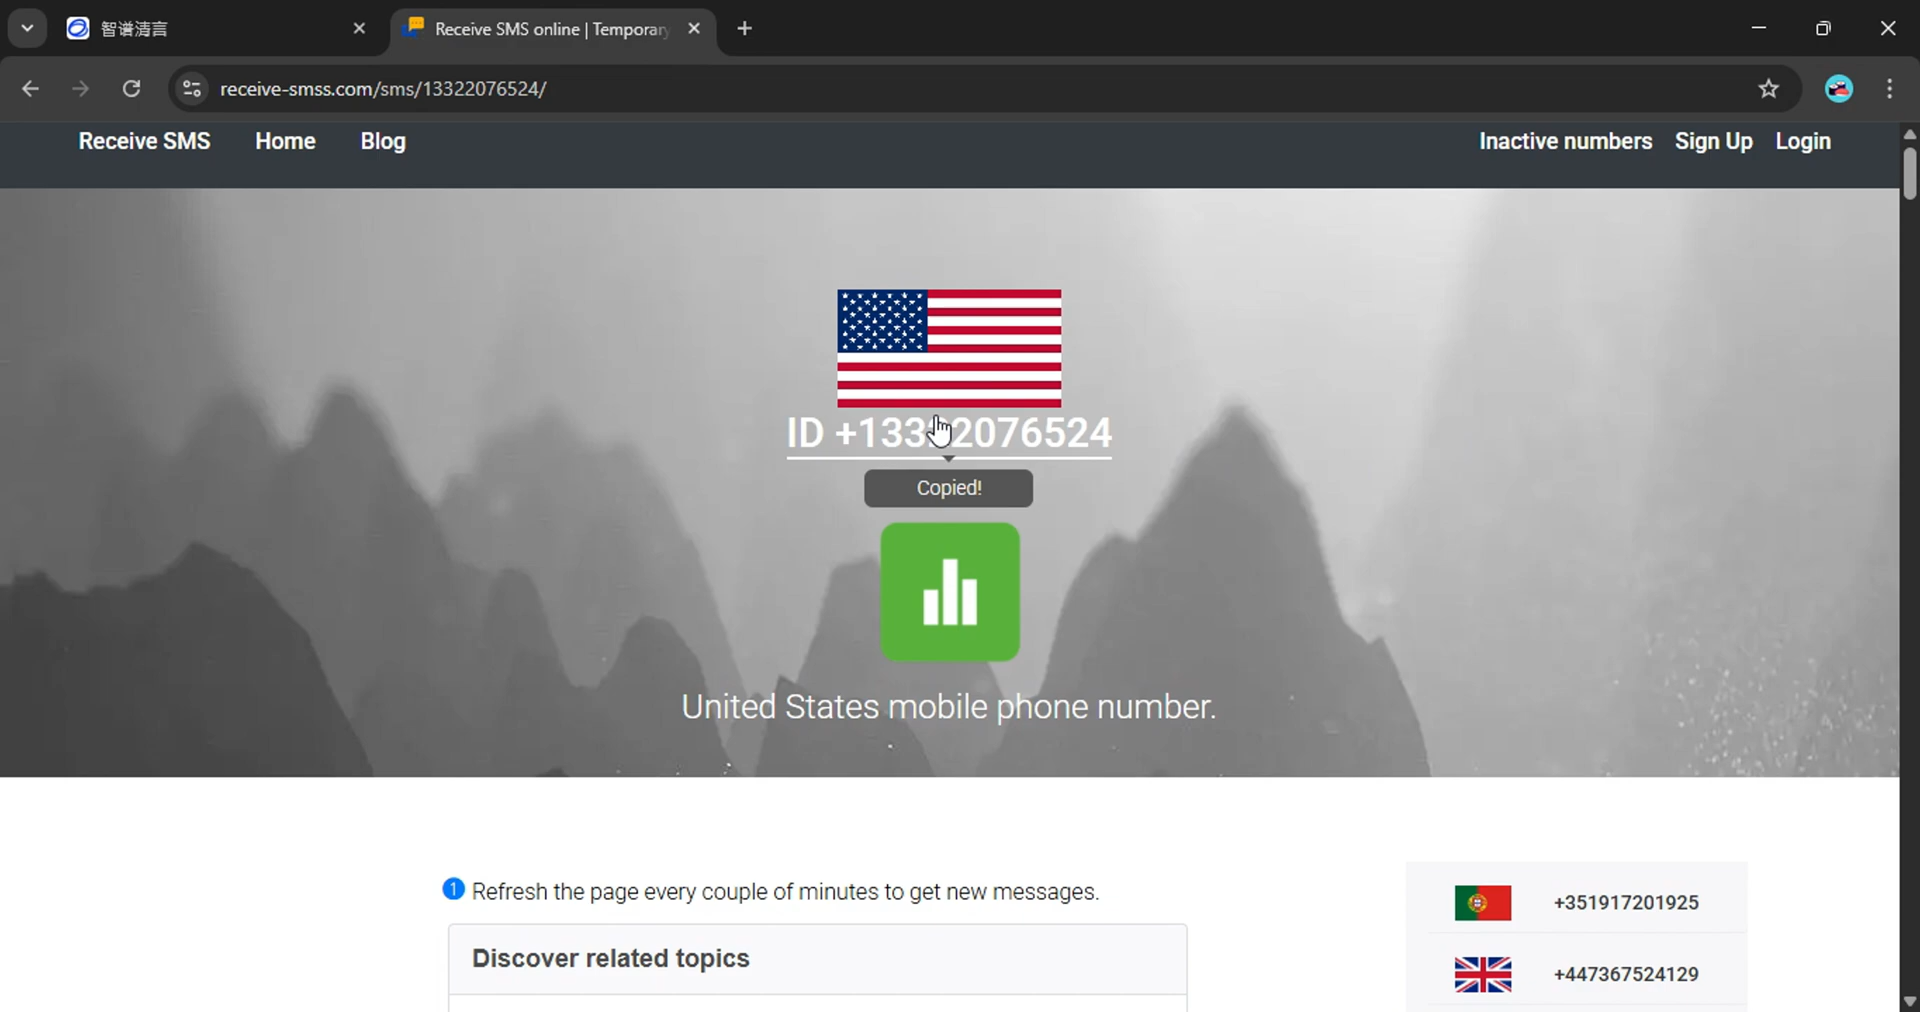 智谱清言
Receive SMS online | Temporary
receive-smss.com/sms/13322076524/
Receive SMS Home Blog Inactive numbers Sign Up Login
ID +13322076524
Copied!
United States mobile phone number.
1 Refresh the page every couple of minutes to get new messages.
Discover related topics
+351917201925
+447367524129